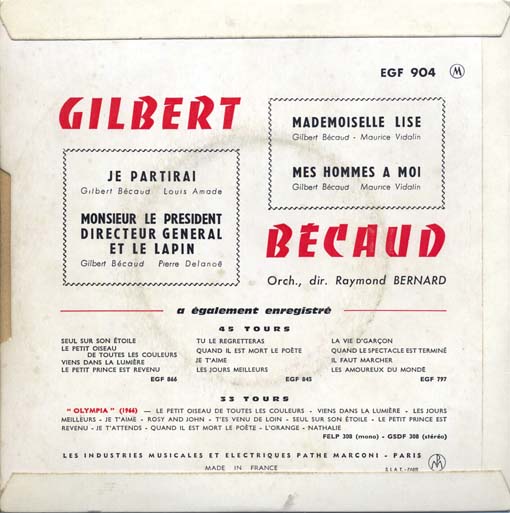 EGF 904 M
GILBERT
JE PARTIRAI
Gilbert Bécaud Louis Amade
MONSIEUR LE PRESIDENT
DIRECTEUR GENERAL
ET LE LAPIN
Gilbert Bécaud Pierre Delanoë
MADEMOISELLE LISE
Gilbert Bécaud - Maurice Vidalin
MES HOMMES A MOI
Gilbert Bécaud Maurice Vidalin
BÉCAUD
Orch., dir. Raymond BERNARD
a également enregistré
45 TOURS
SEUL SUR SON ÉTOILE
LE PETIT OISEAU
DE TOUTES LES COULEURS
VIENS DANS LA LUMIÈRE
LE PETIT PRINCE EST REVENU
EGF 866
TU LE REGRETTERAS
QUAND IL EST MORT LE POÈTE
JE T'AIME
LES JOURS MEILLEURS
EGF 845
LA VIE D'GARÇON
QUAND LE SPECTACLE EST TERMINÉ
IL FAUT MARCHER
LES AMOUREUX DU MONDE
EGF 797
33 TOURS
"OLYMPIA" (1966) — LE PETIT OISEAU DE TOUTES LES COULEURS - VIENS DANS LA LUMIÈRE - LES JOURS
MEILLEURS - JE T'AIME - ROSY AND JOHN - T'ES VENU DE LOIN - SEUL SUR SON ÉTOILE - LE PETIT PRINCE EST
REVENU - JE T'ATTENDS - QUAND IL EST MORT LE POÈTE - L'ORANGE - NATHALIE
FELP 308 (mono) - GSDF 308 (stéréo)
LES INDUSTRIES MUSICALES ET ELECTRIQUES PATHE MARCONI - PARIS
MADE IN FRANCE
S.I.A.T. - PARIS